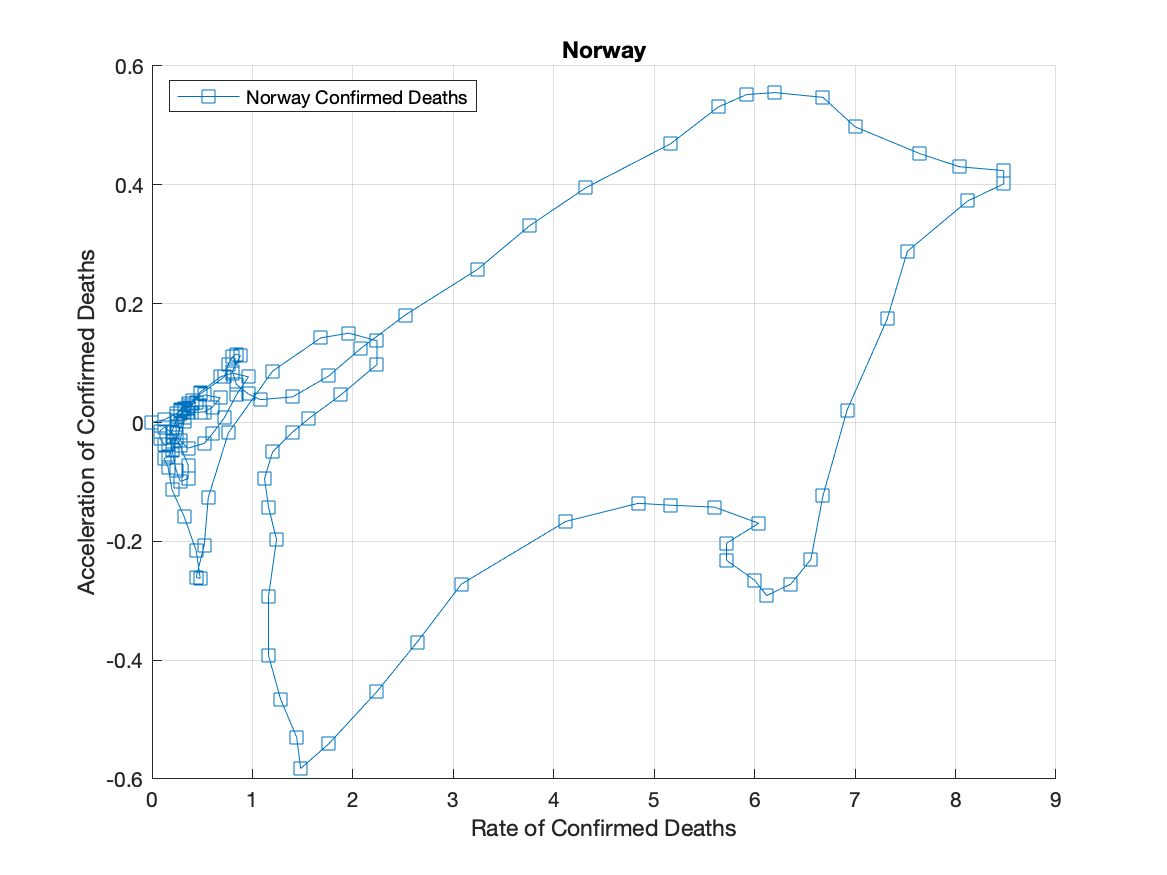 Norway
Norway Confirmed Deaths
0.6
0.4
0.2
0
-0.2
-0.4
-0.6
Acceleration of Confirmed Deaths
0 1 2 3 4 5 6 7 8 9
Rate of Confirmed Deaths